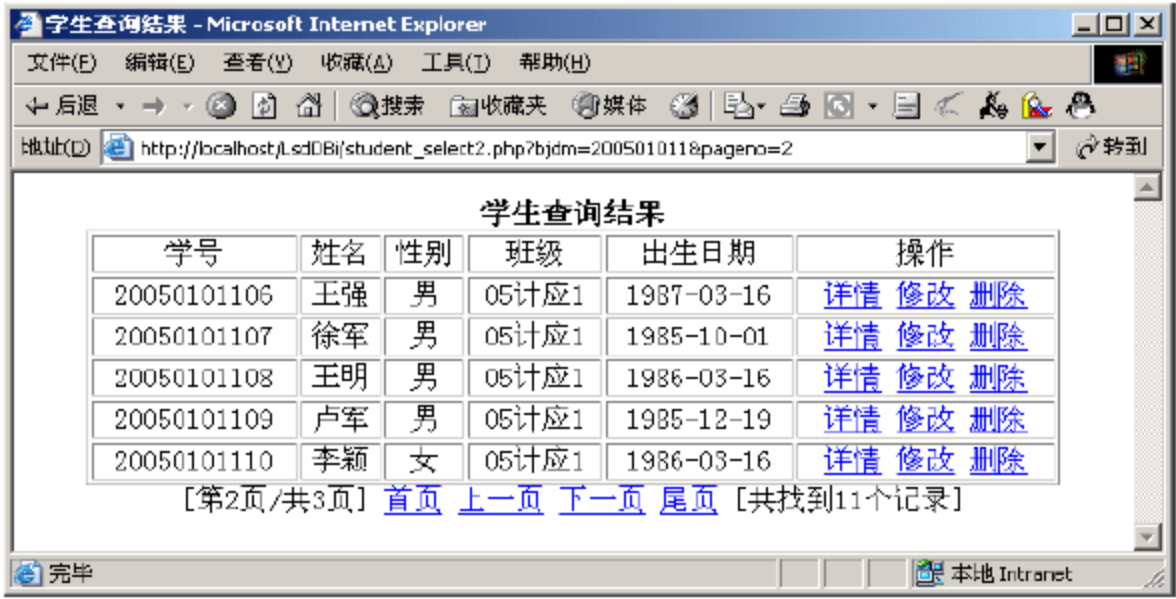 学生查询结果 - Microsoft Internet Explorer
文件(F) 编辑(E) 查看(V) 收藏(A) 工具(T) 帮助(H)
后退 搜索 收藏夹 媒体
地址(D) http://localhost/LsdDBi/student_select2.php?bjdm=200501011&pageno=2 转到
学生查询结果
学号 姓名 性别 班级 出生日期 操作
20050101106 王强 男 05计应1 1987-03-16 详情 修改 删除
20050101107 徐军 男 05计应1 1985-10-01 详情 修改 删除
20050101108 王明 男 05计应1 1986-03-16 详情 修改 删除
20050101109 卢军 男 05计应1 1985-12-19 详情 修改 删除
20050101110 李颖 女 05计应1 1986-03-16 详情 修改 删除
[第2页/共3页] 首页 上一页 下一页 尾页 [共找到11个记录]
完毕 本地 Intranet